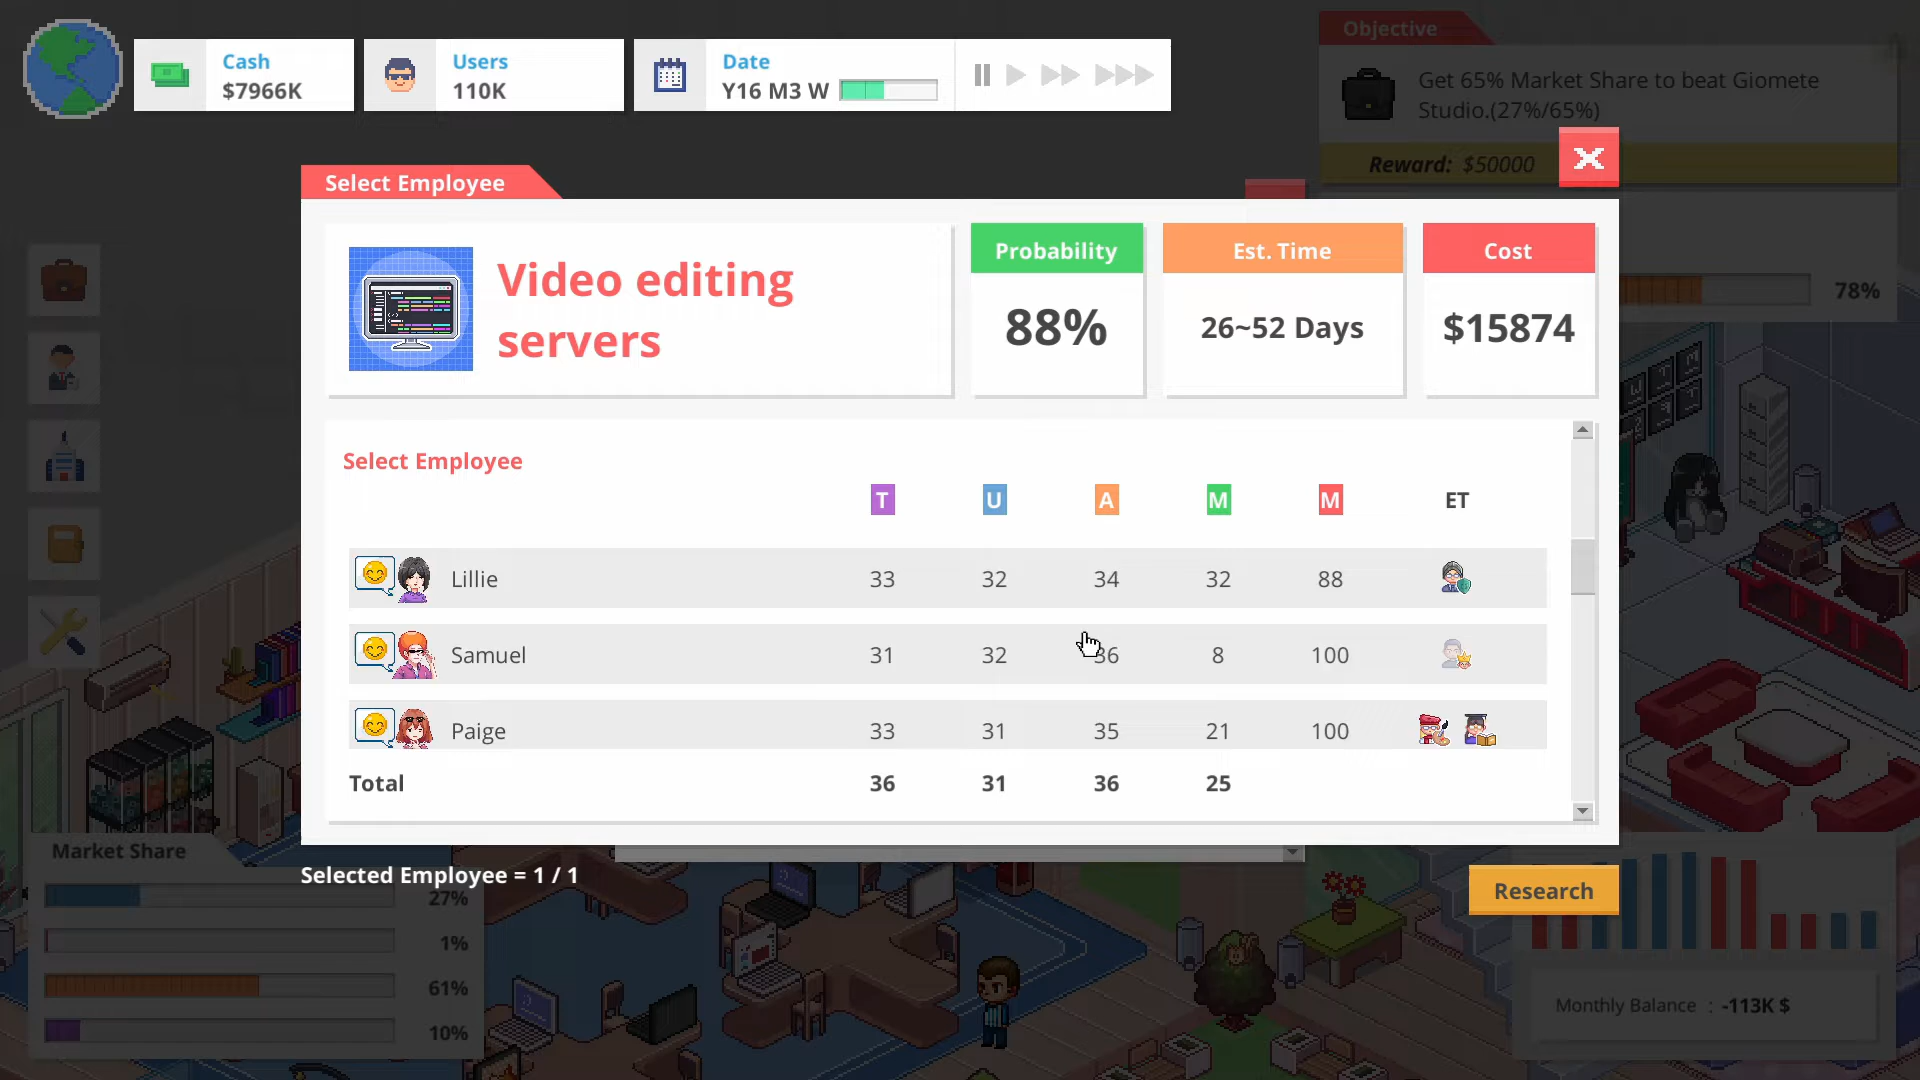 Cash
$7966K
Users
110K
Date
Y16 M3 W
Objective
Get 65% Market Share to beat Giomete
Studio.(27%/65%)
Reward: $50000
78%
Select Employee
Video editing
servers
Probability
88%
Est. Time
26~52 Days
Cost
$15874
Select Employee
T U A M M ET
Lillie 33 32 34 32 88
Samuel 31 32 36 8 100
Paige 33 31 35 21 100
Total 36 31 36 25
Selected Employee = 1 / 1
Research
Market Share
27%
1%
61%
10%
Monthly Balance : -113K $